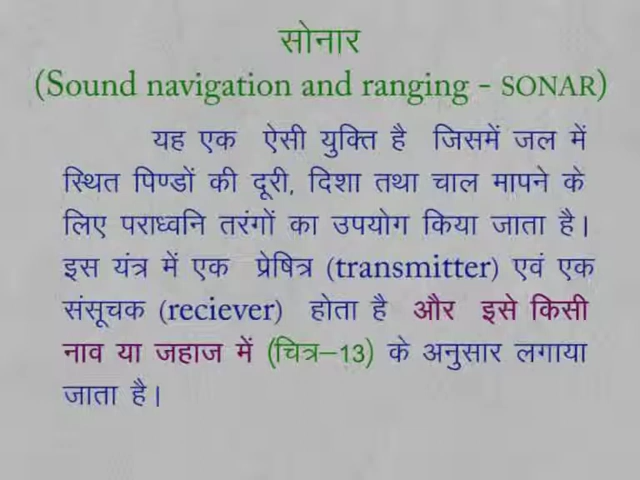 सोनार
(Sound navigation and ranging - SONAR)
यह एक ऐसी युक्ति है जिसमें जल में
स्थित पिण्डों की दूरी, दिशा तथा चाल मापने के
लिए पराध्वनि तरंगों का उपयोग किया जाता है।
इस यंत्र में एक प्रेषित्र (transmitter) एवं एक
संसूचक (reciever) होता है और इसे किसी
नाव या जहाज में (चित्र–13) के अनुसार लगाया
जाता है।